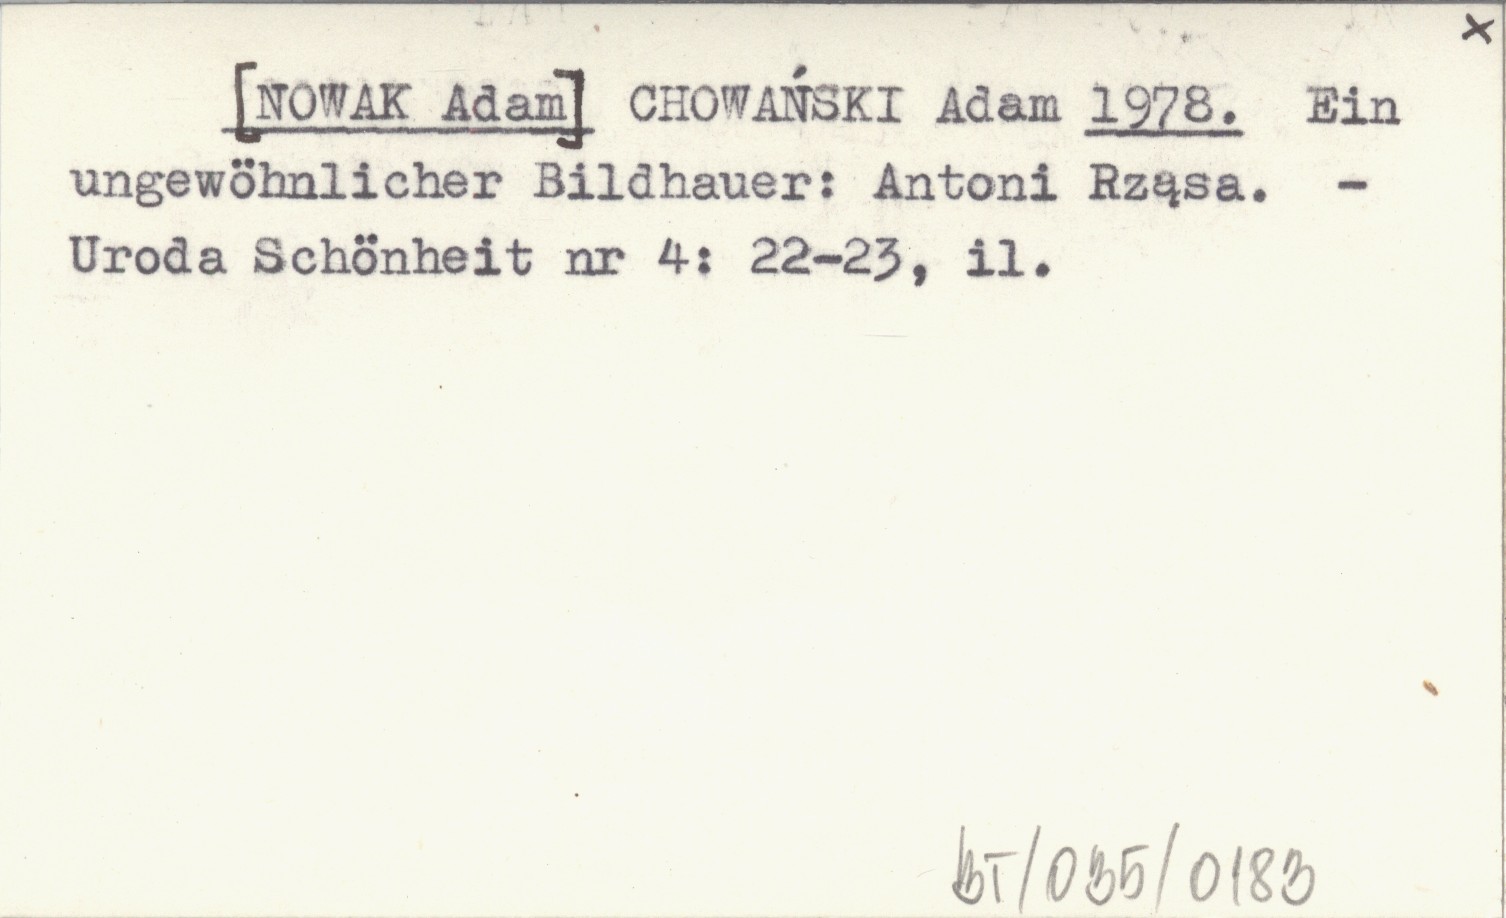 x
[NOWAK Adam] CHOWAŃSKI Adam 1978. Ein
ungewöhnlicher Bildhauer: Antoni Rząsa. -
Uroda Schönheit nr 4: 22-23, il.
BT/035/0183